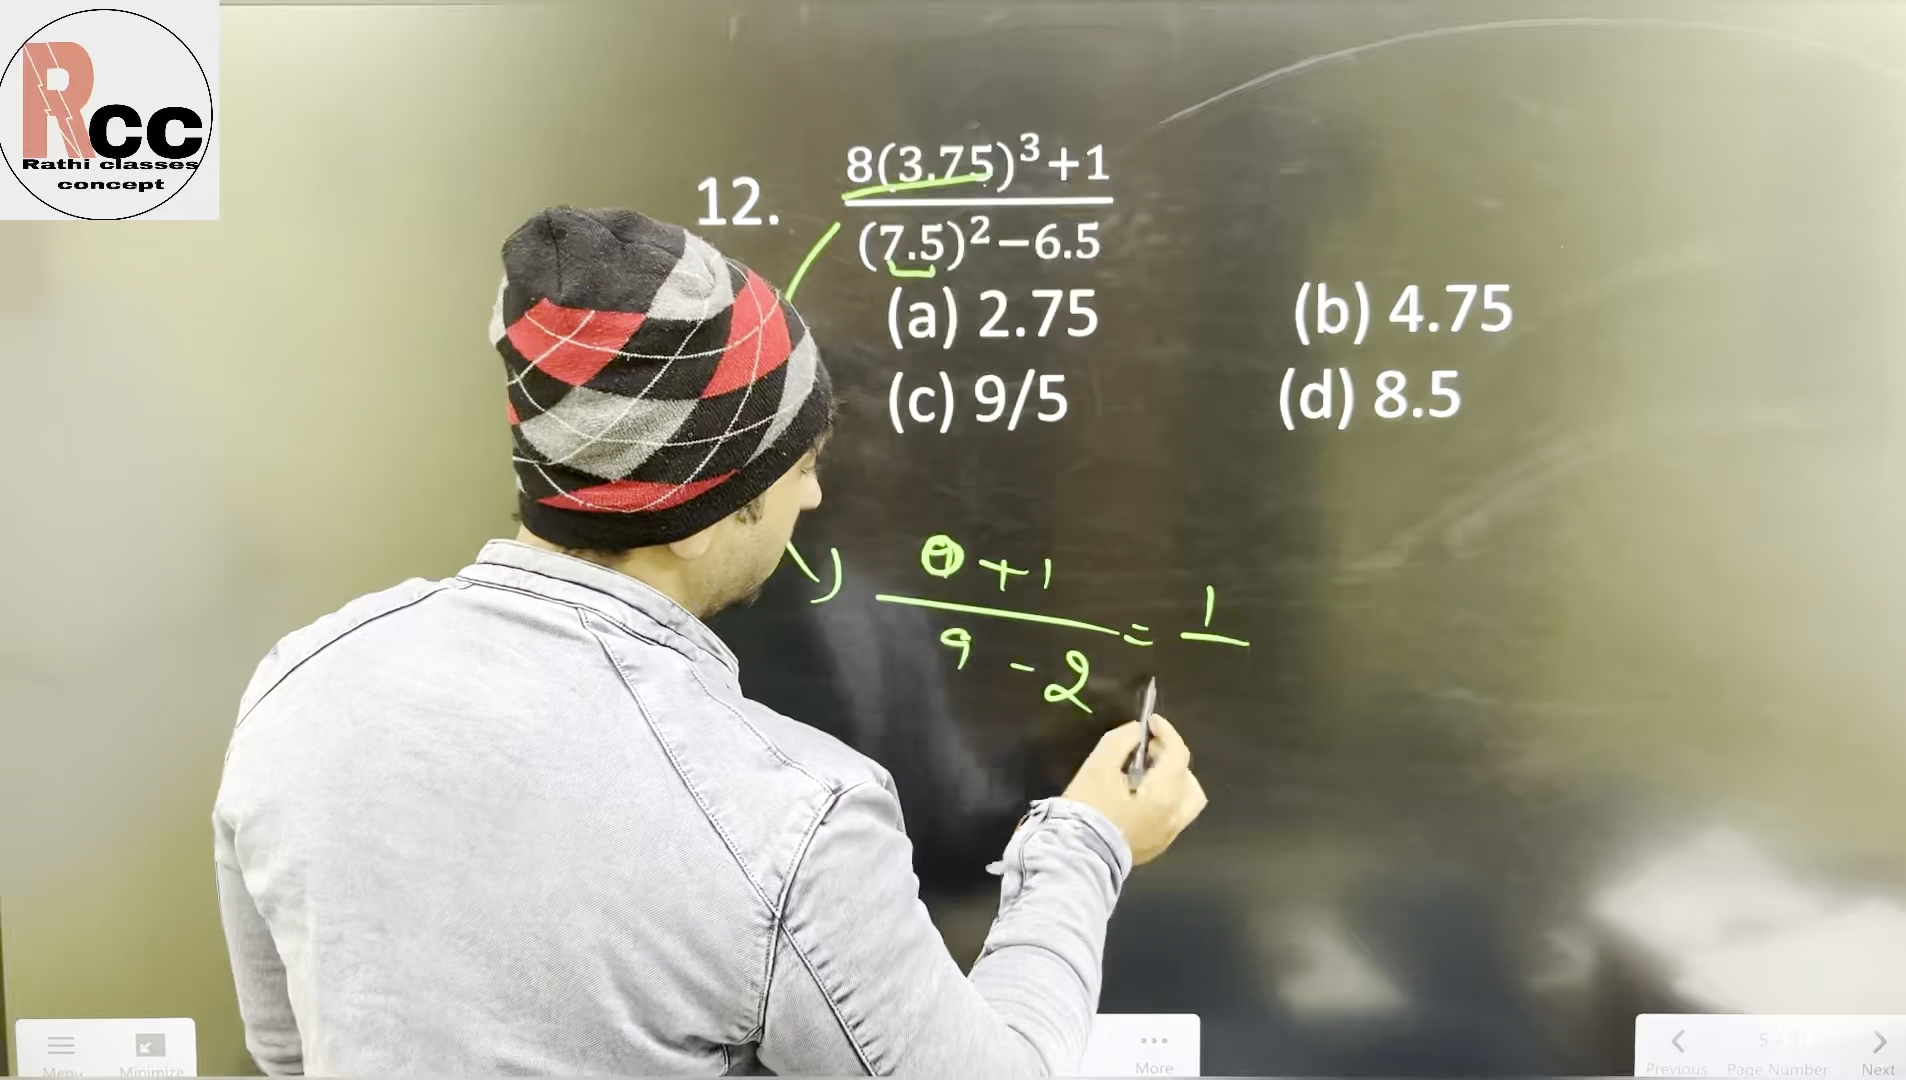 Rcc
Rathi classes
concept
12. 8(3.75)³+1
(7.5)²−6.5
(a) 2.75
(b) 4.75
(c) 9/5
(d) 8.5
+1
9 - 2
= 1
Menu
Minimize
More
Previous
Page Number
Next